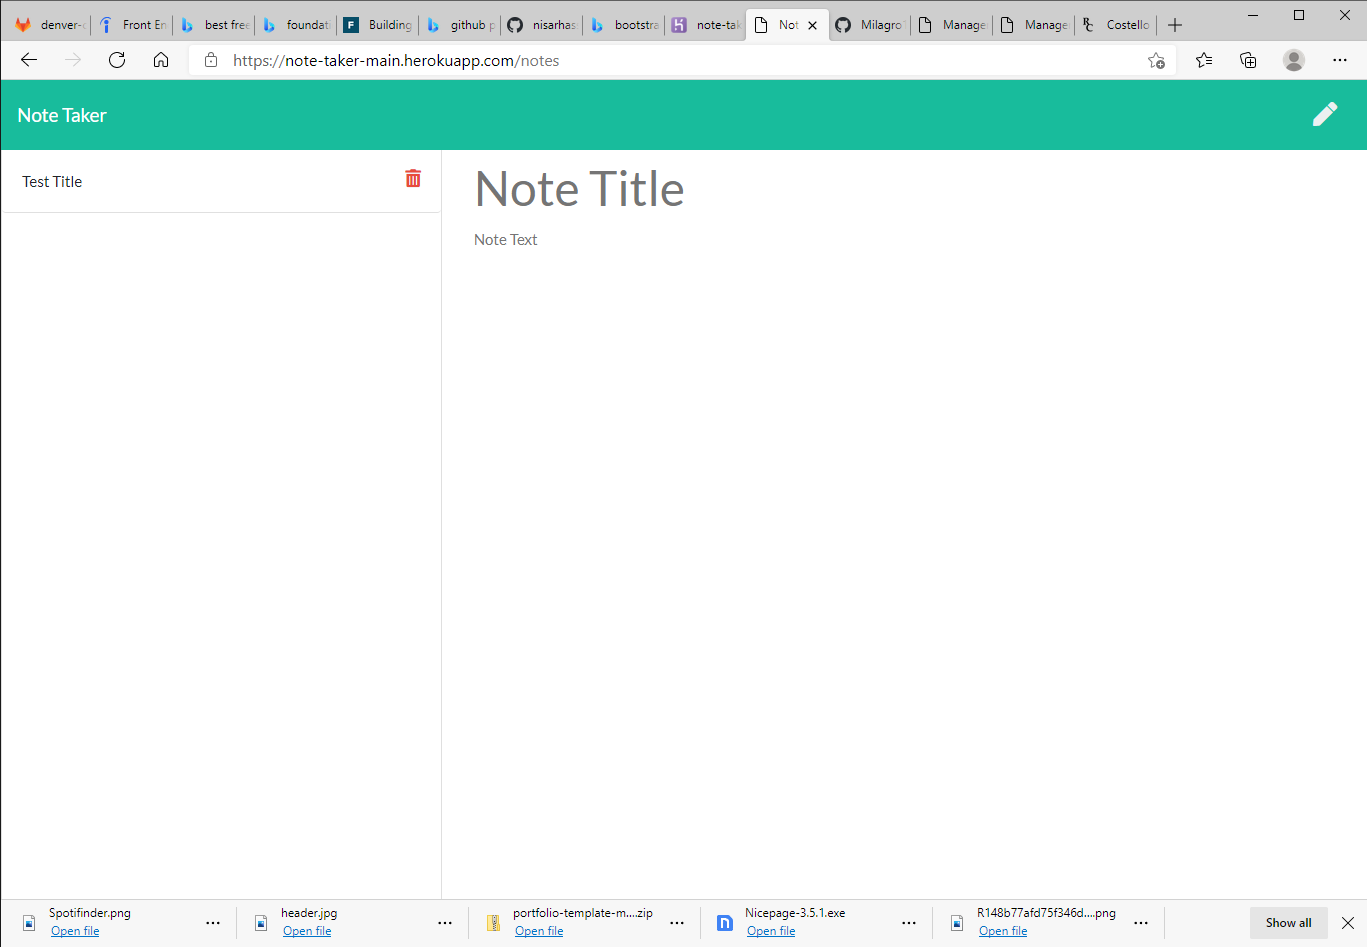 denver-c
Front En
best free
foundati
Building
github p
nisarhas
bootstra
note-tak
Not
Milagro
Manage
Manage
Costello
https://note-taker-main.herokuapp.com/notes
Note Taker
Test Title
Note Title
Note Text
Spotifinder.png
Open file
header.jpg
Open file
portfolio-template-m....zip
Open file
Nicepage-3.5.1.exe
Open file
R148b77afd75f346d....png
Open file
Show all